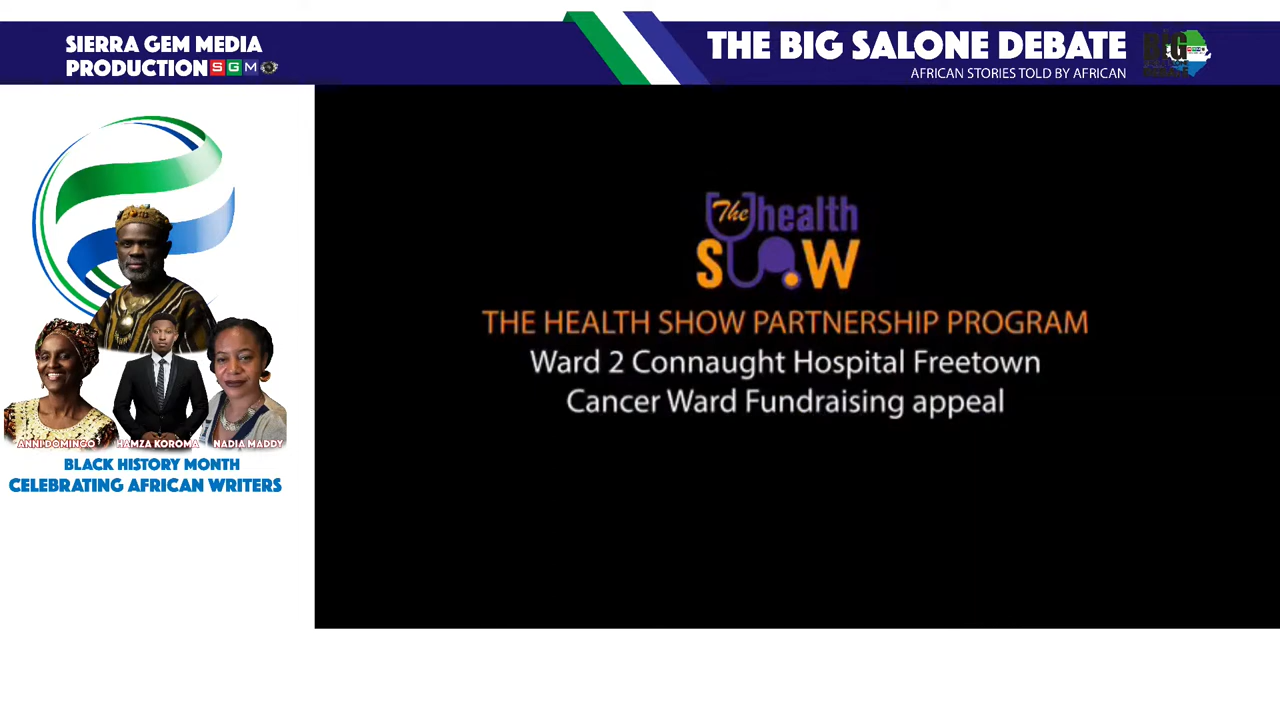 SIERRA GEM MEDIA
PRODUCTION SGM
THE BIG SALONE DEBATE
AFRICAN STORIES TOLD BY AFRICAN
BIG
The health
SHOW
THE HEALTH SHOW PARTNERSHIP PROGRAM
Ward 2 Connaught Hospital Freetown
Cancer Ward Fundraising appeal
ANNI DOMINGO
HAMZA KOROMA
NADIA MADDY
BLACK HISTORY MONTH
CELEBRATING AFRICAN WRITERS